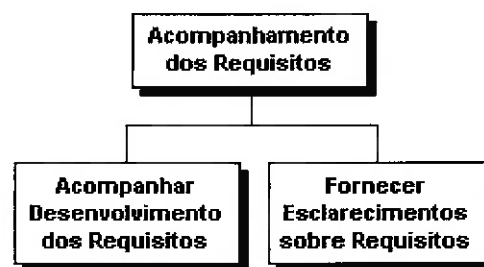 Acompanhamento
dos Requisitos
Acompanhar
Desenvolvimento
dos Requisitos
Fornecer
Esclarecimentos
sobre Requisitos